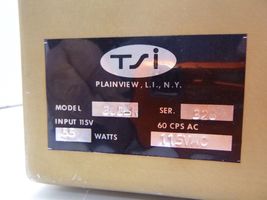 TSi
PLAINVIEW, L.I., N.Y.
MODEL SER.
INPUT 115V 60 CPS AC
55 WATTS 115VAC